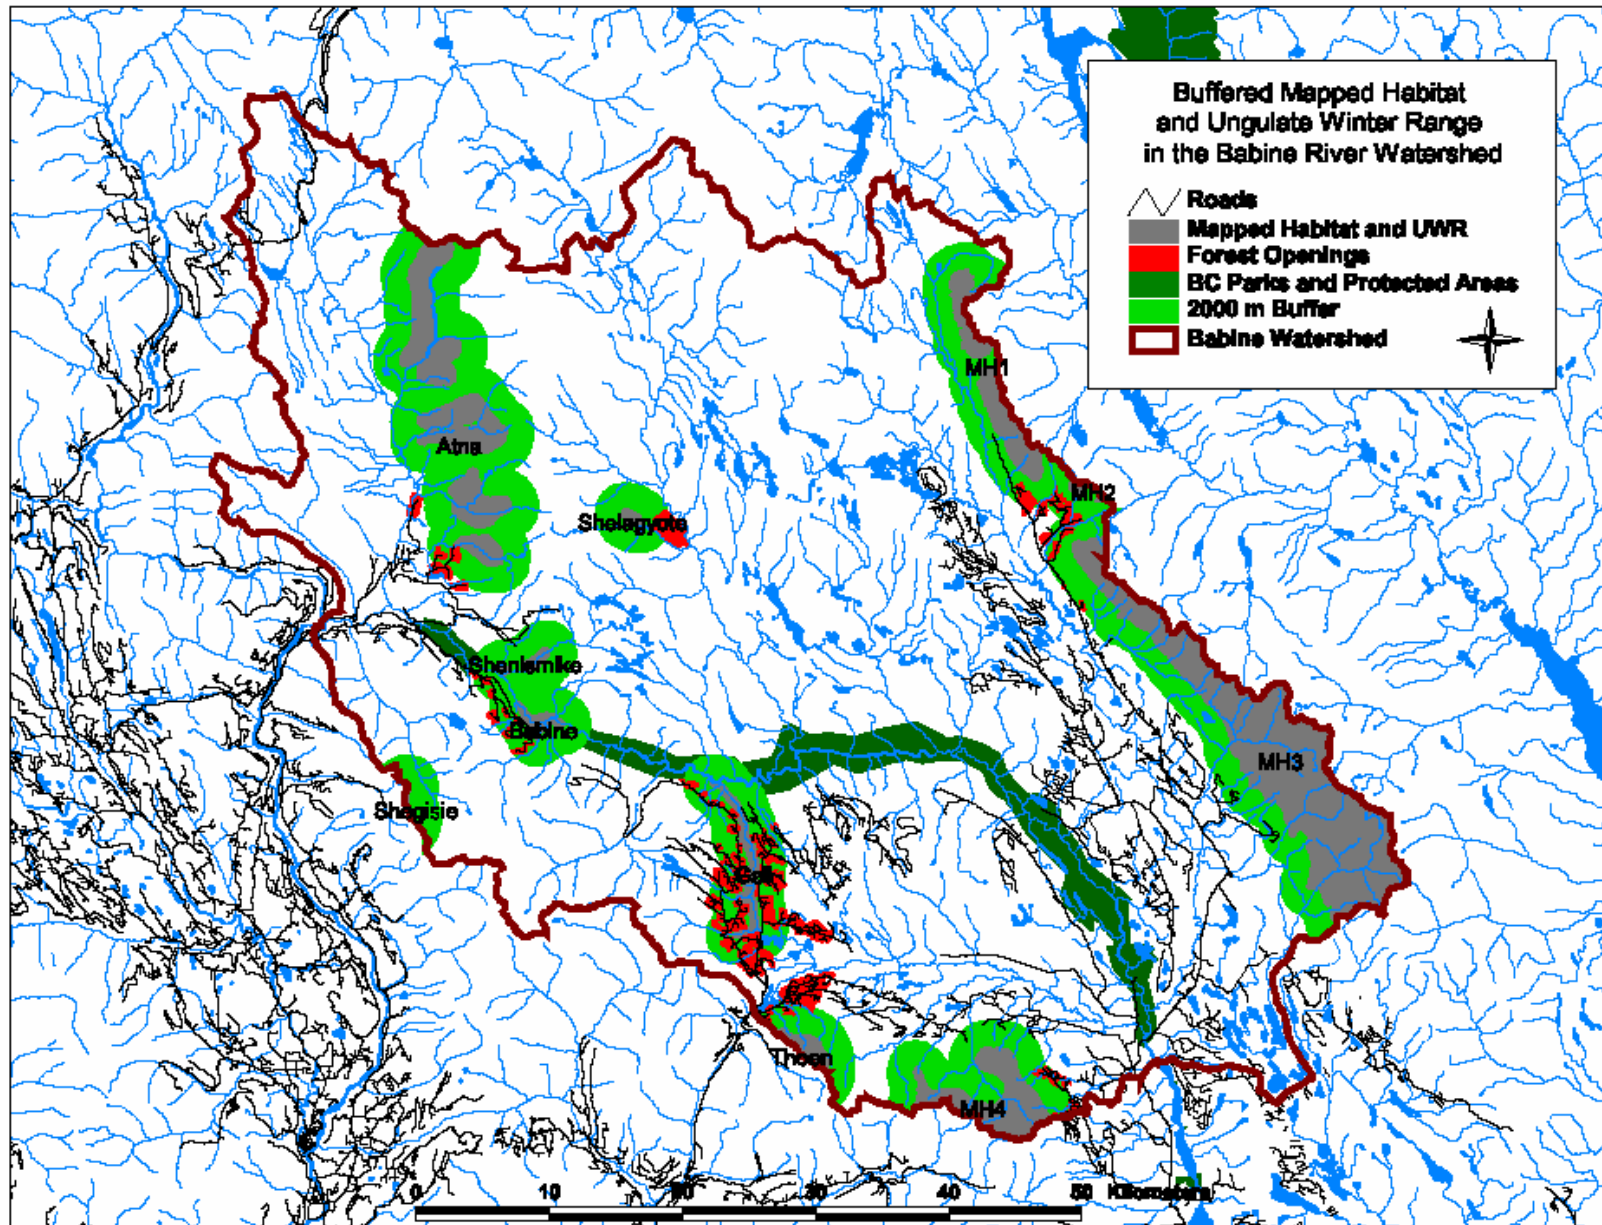 Buffered Mapped Habitat
and Ungulate Winter Range
in the Babine River Watershed
Roads
Mapped Habitat and UWR
Forest Openings
BC Parks and Protected Areas
2000 m Buffer
Babine Watershed
MH1
Atna
MH2
Shelagyote
Shenismike
Babine
MH3
Shegisie
Thoen
MH4
0 10 20 30 40 50 Kilometers